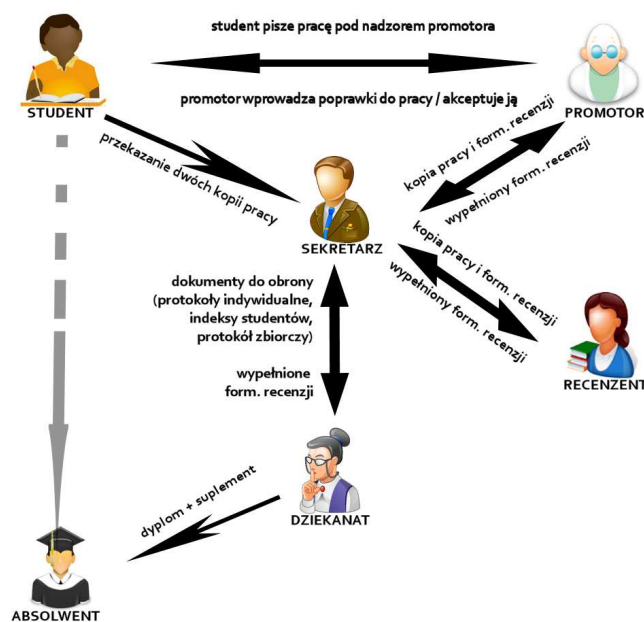 student pisze pracę pod nadzorem promotora
promotor wprowadza poprawki do pracy / akceptuje ją
STUDENT
PROMOTOR
przekazanie dwóch kopii pracy
kopia pracy i form. recenzji
wypełniony form. recenzji
SEKRETARZ
kopia pracy i form. recenzji
wypełniony form. recenzji
dokumenty do obrony
(protokoły indywidualne,
indeksy studentów,
protokół zbiorczy)
wypełnione
form. recenzji
RECENZENT
DZIEKANAT
dyplom + suplement
ABSOLWENT